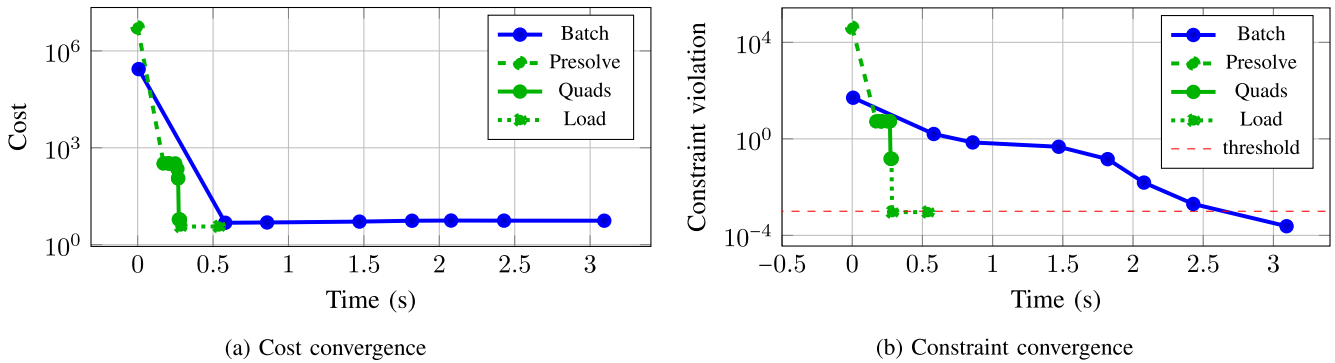 Cost
10^6
10^3
10^0
0 0.5 1 1.5 2 2.5 3
Time (s)
Batch
Presolve
Quads
Load
(a) Cost convergence
Constraint violation
10^4
10^0
10^−4
−0.5 0 0.5 1 1.5 2 2.5 3
Time (s)
Batch
Presolve
Quads
Load
threshold
(b) Constraint convergence